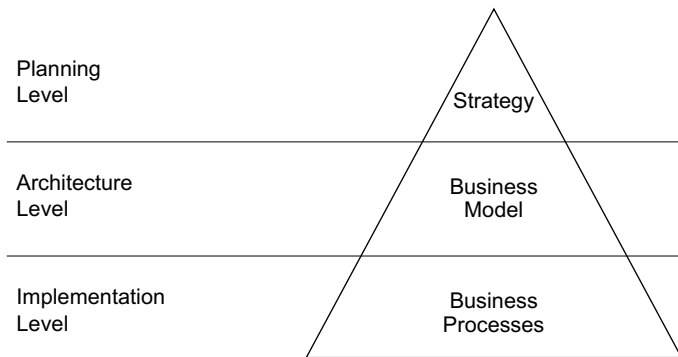 Planning
Level
Strategy
Architecture
Level
Business
Model
Implementation
Level
Business
Processes